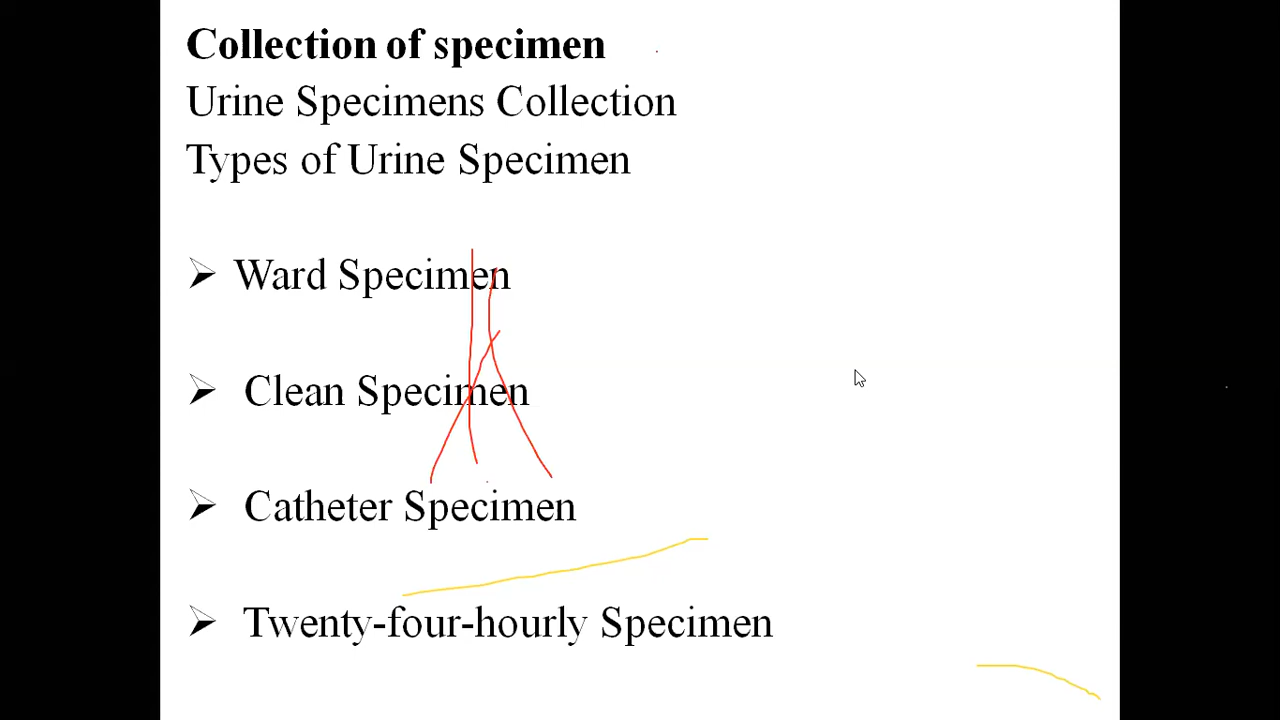 Collection of specimen
Urine Specimens Collection
Types of Urine Specimen
➢ Ward Specimen
➢ Clean Specimen
➢ Catheter Specimen
➢ Twenty-four-hourly Specimen